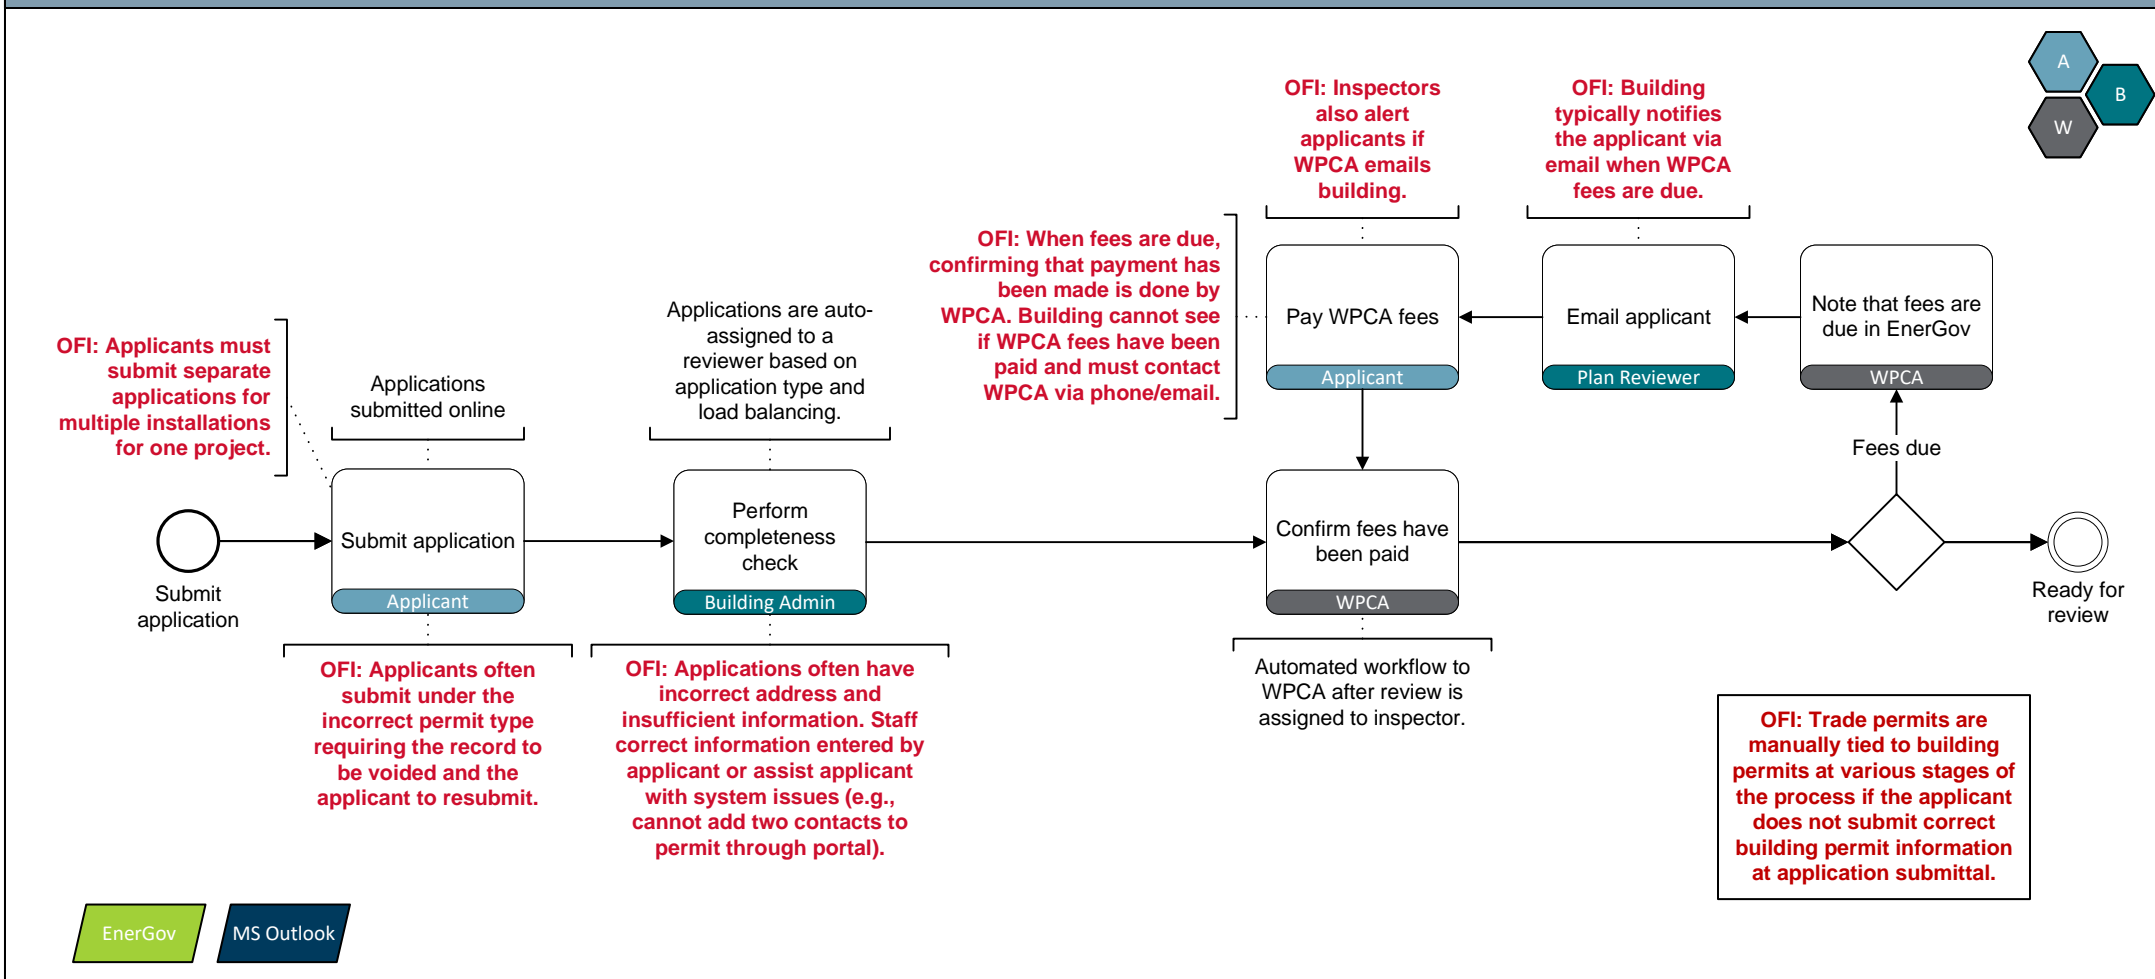 A
B
W
OFI: Inspectors
also alert
applicants if
WPCA emails
building.
OFI: Building
typically notifies
the applicant via
email when WPCA
fees are due.
OFI: When fees are due,
confirming that payment has
been made is done by
WPCA. Building cannot see
if WPCA fees have been
paid and must contact
WPCA via phone/email.
Pay WPCA fees
Applicant
Email applicant
Plan Reviewer
Note that fees are
due in EnerGov
WPCA
OFI: Applicants must
submit separate
applications for
multiple installations
for one project.
Applications
submitted online
Applications are auto-
assigned to a
reviewer based on
application type and
load balancing.
Fees due
Submit
application
Submit application
Applicant
Perform
completeness
check
Building Admin
Confirm fees have
been paid
WPCA
Ready for
review
OFI: Applicants often
submit under the
incorrect permit type
requiring the record to
be voided and the
applicant to resubmit.
OFI: Applications often have
incorrect address and
insufficient information. Staff
correct information entered by
applicant or assist applicant
with system issues (e.g.,
cannot add two contacts to
permit through portal).
Automated workflow to
WPCA after review is
assigned to inspector.
OFI: Trade permits are
manually tied to building
permits at various stages of
the process if the applicant
does not submit correct
building permit information
at application submittal.
EnerGov
MS Outlook